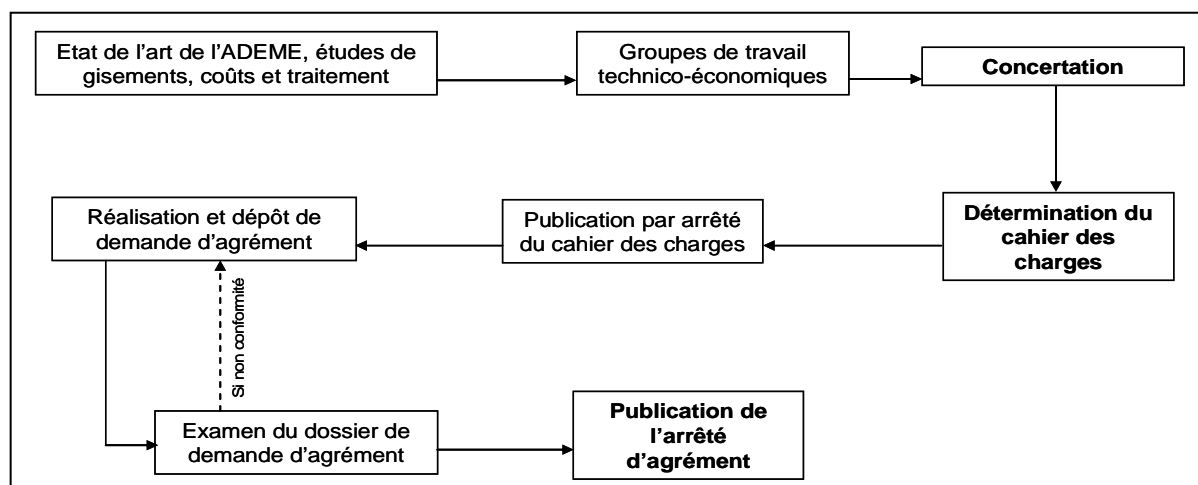 Etat de l'art de l'ADEME, études de
gisements, coûts et traitement
Groupes de travail
technico-économiques
Concertation
Détermination du
cahier des
charges
Publication par arrêté
du cahier des charges
Réalisation et dépôt de
demande d'agrément
Si non conformité
Examen du dossier de
demande d'agrément
Publication de
l'arrêté
d'agrément